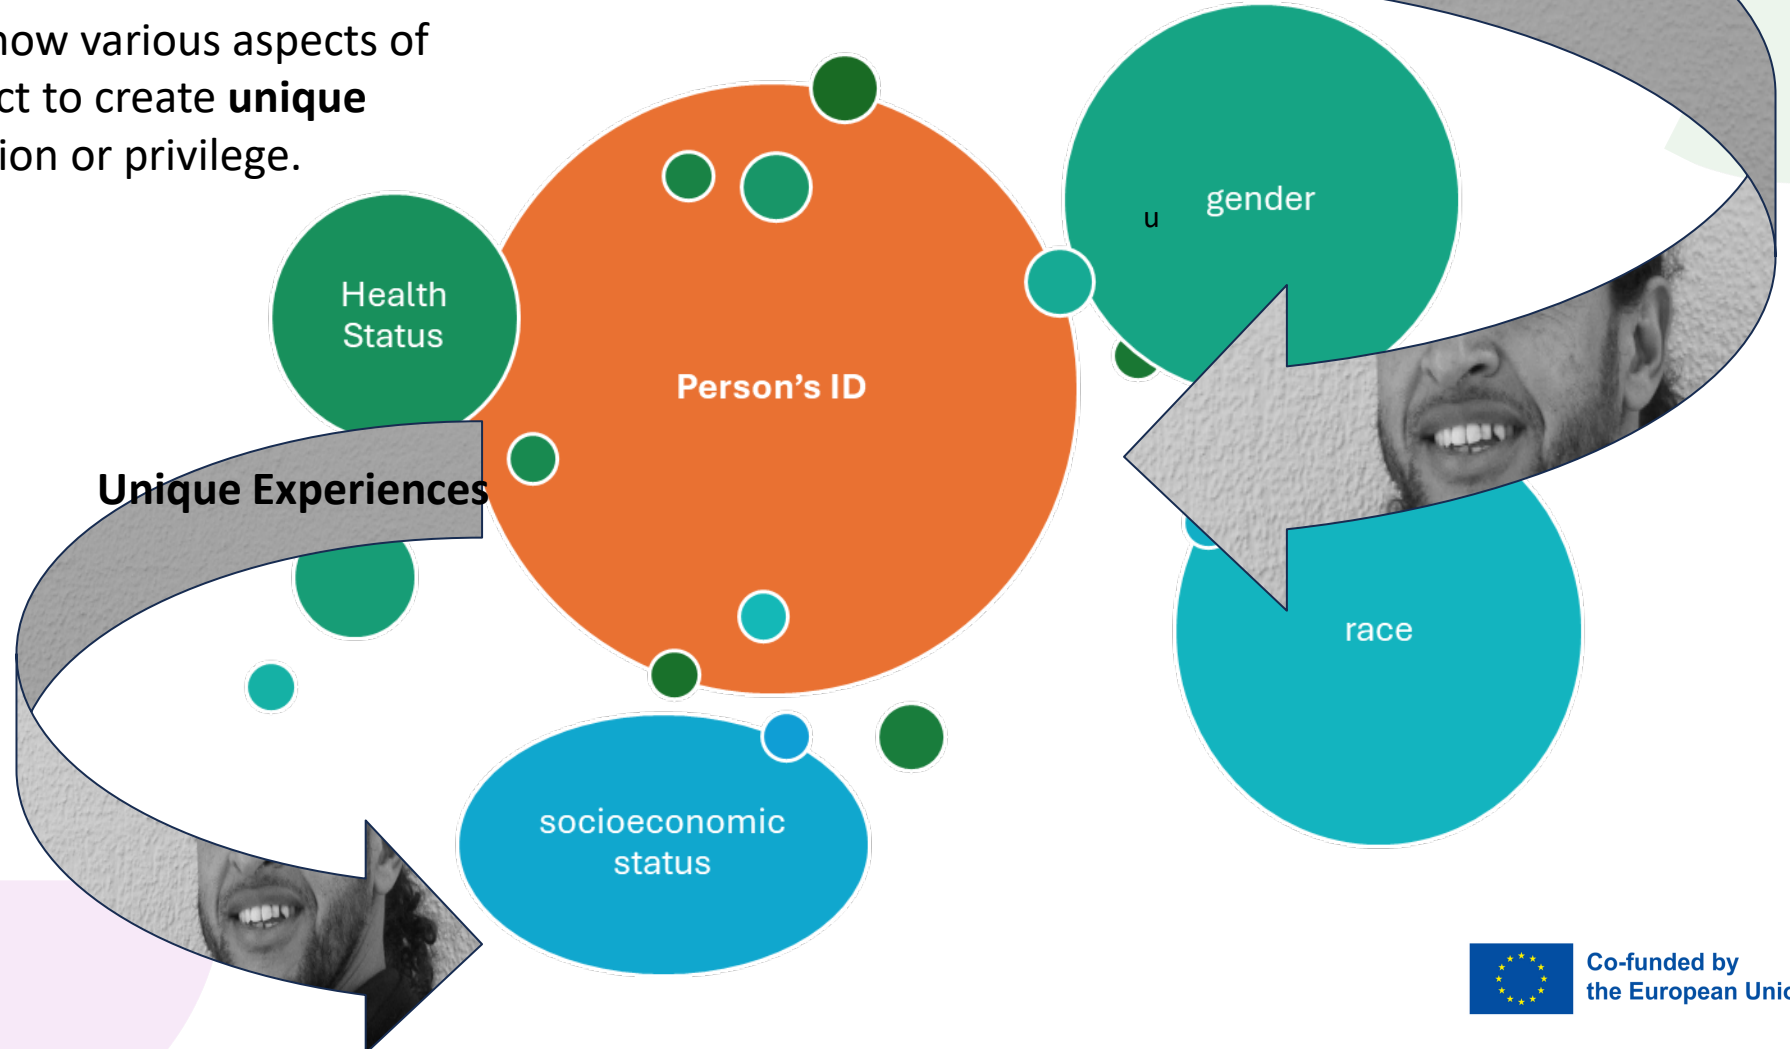 how various aspects of
ct to create unique
ion or privilege.
gender
u
Health
Status
Person's ID
Unique Experiences
race
socioeconomic
status
Co-funded by
the European Unio